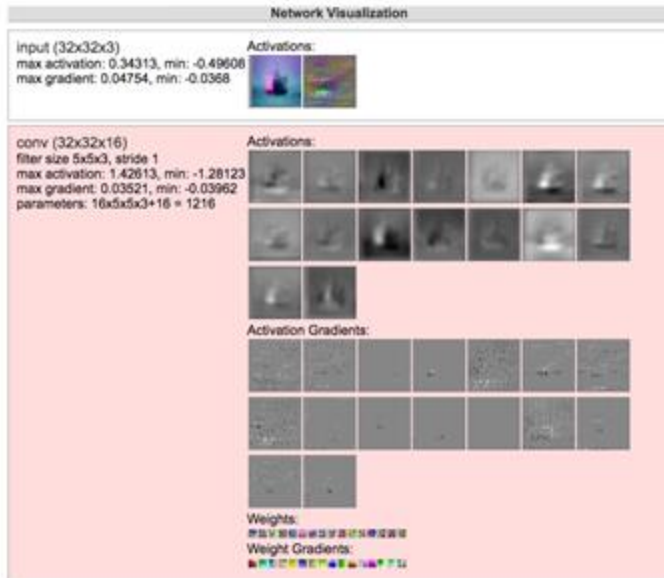 Network Visualization
input (32x32x3)
max activation: 0.34313, min: -0.49608
max gradient: 0.04754, min: -0.0368
Activations:
conv (32x32x16)
filter size 5x5x3, stride 1
max activation: 1.42613, min: -1.28123
max gradient: 0.03521, min: -0.03962
parameters: 16x5x5x3+16 = 1216
Activations:
Activation Gradients:
Weights:
Weight Gradients: